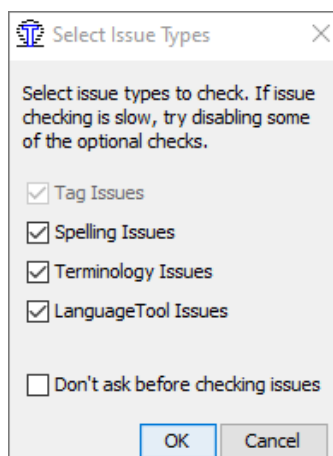 Select Issue Types
Select issue types to check. If issue
checking is slow, try disabling some
of the optional checks.
Tag Issues
Spelling Issues
Terminology Issues
LanguageTool Issues
Don't ask before checking issues
OK
Cancel